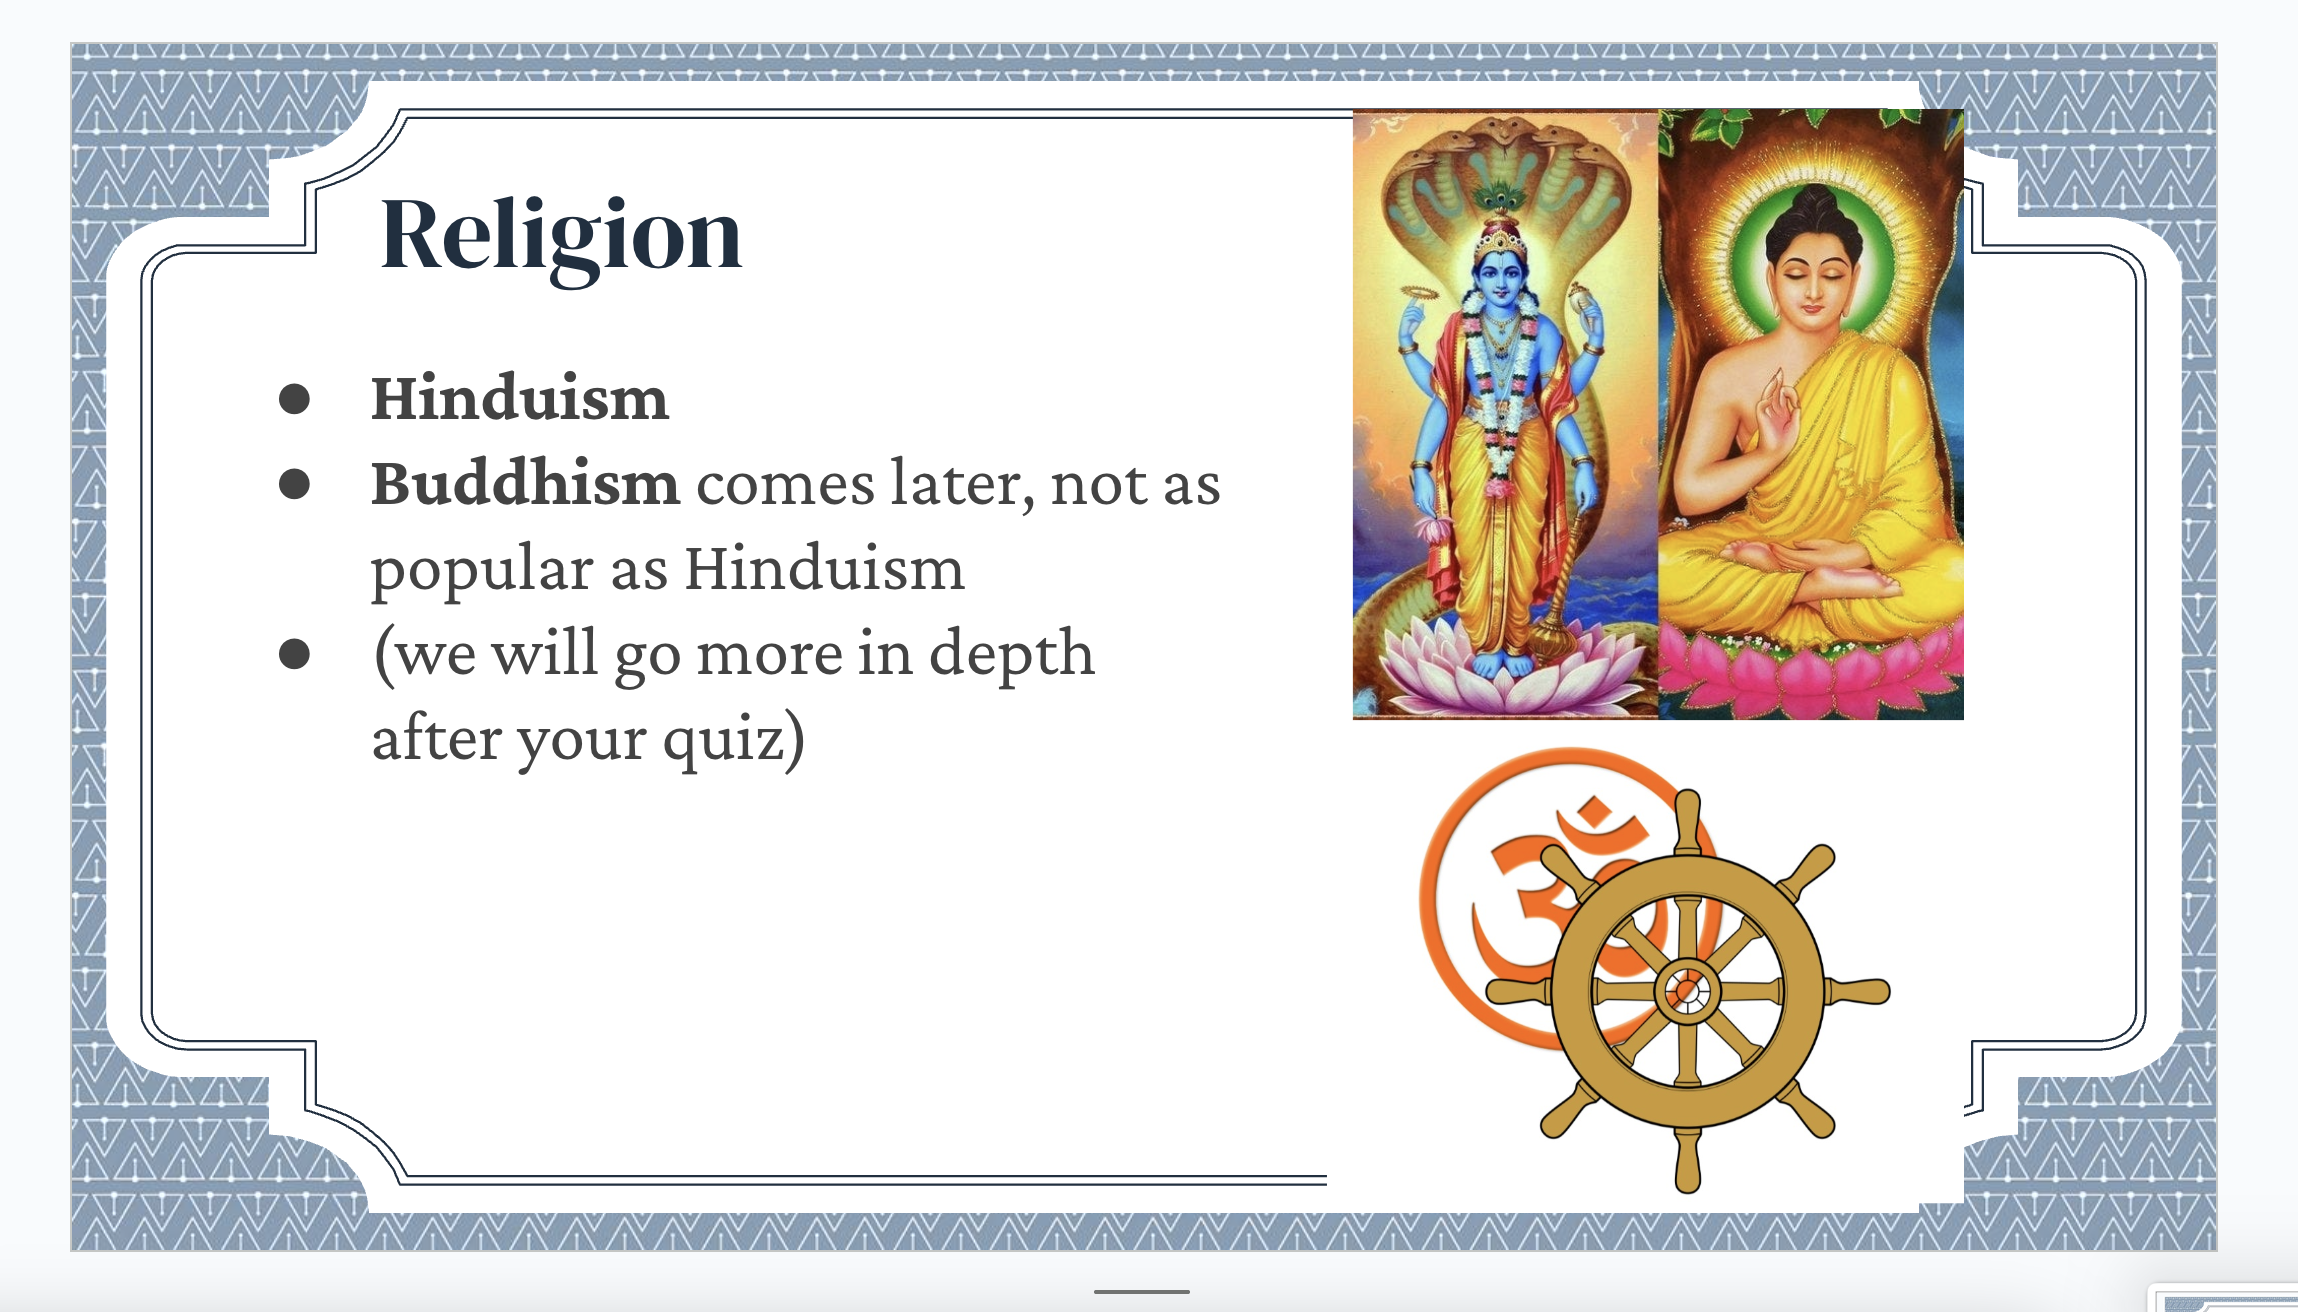 Religion
● Hinduism
● Buddhism comes later, not as
popular as Hinduism
● (we will go more in depth
after your quiz)
ॐ